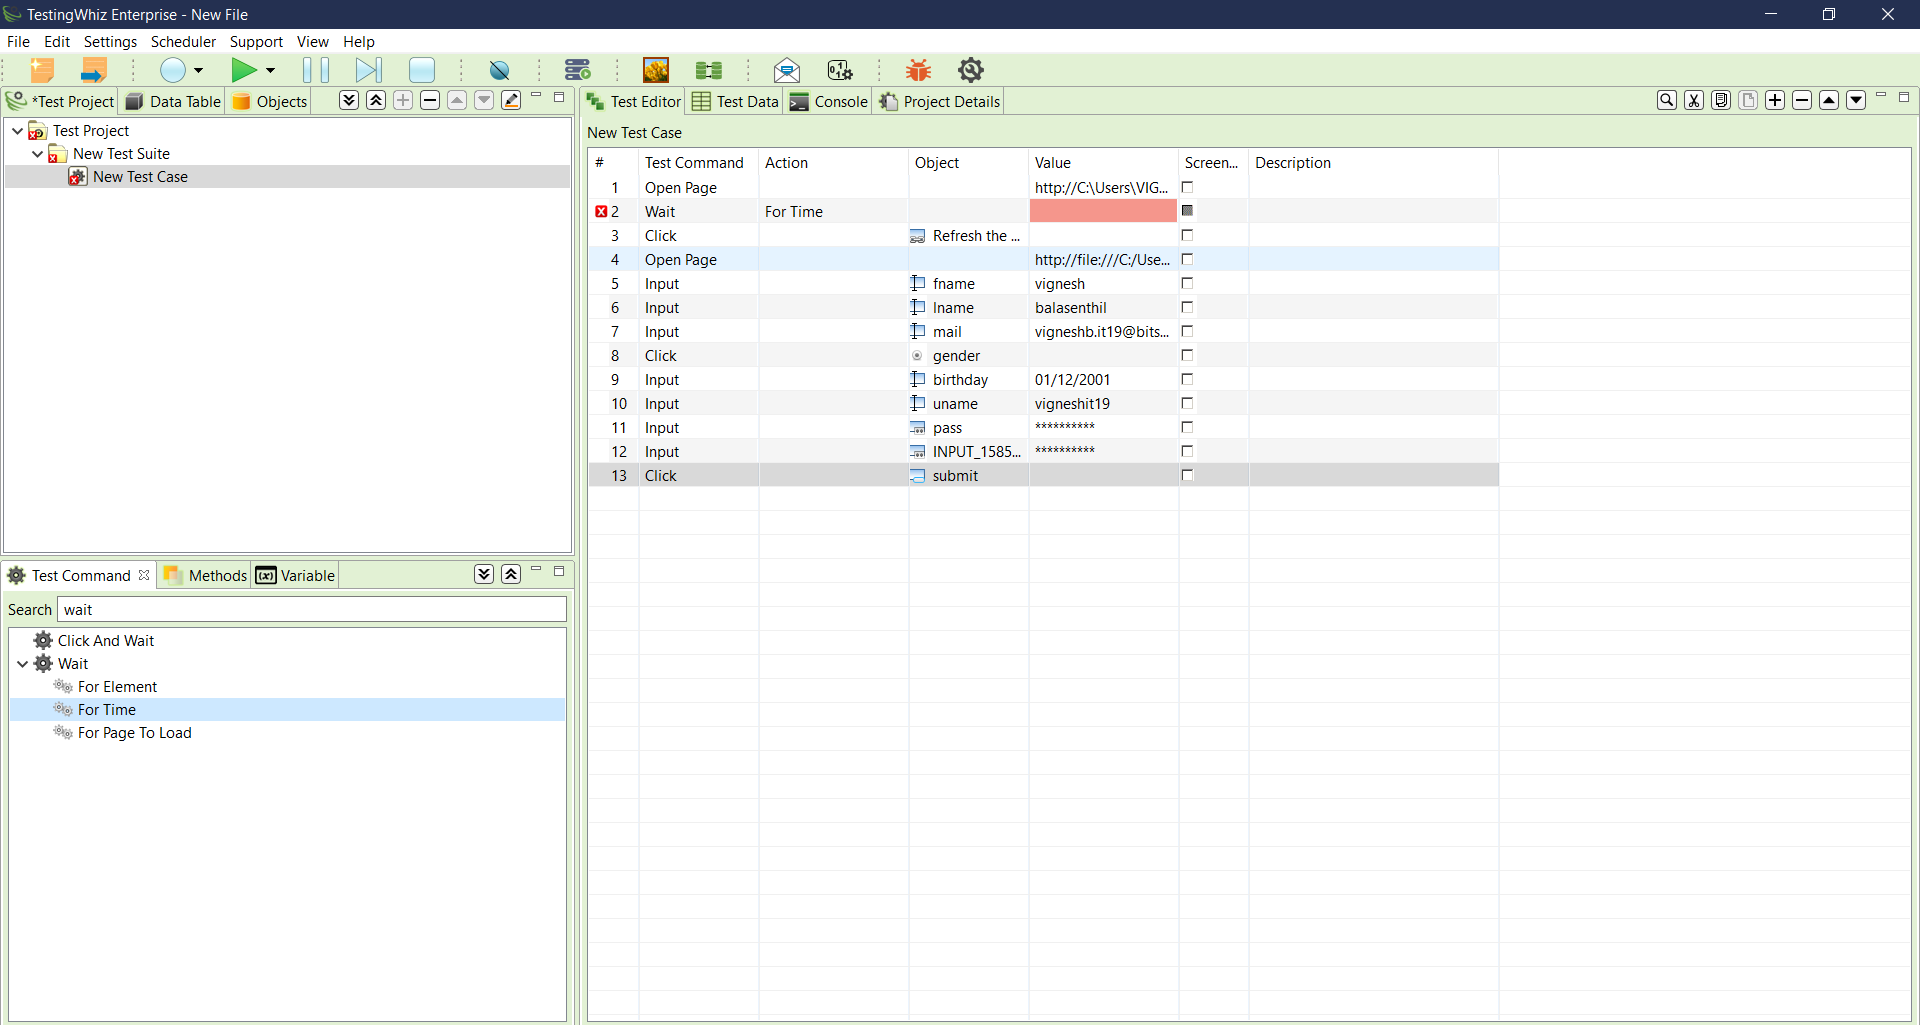 TestingWhiz Enterprise - New File
File Edit Settings Scheduler Support View Help
*Test Project Data Table Objects
Test Project
New Test Suite
New Test Case
Test Command Methods Variable
Search wait
Click And Wait
Wait
For Element
For Time
For Page To Load
Test Editor Test Data Console Project Details
New Test Case
# Test Command Action Object Value Screen... Description
1 Open Page http://C:\Users\VIG...
2 Wait For Time
3 Click Refresh the ...
4 Open Page http://file:///C:/Use...
5 Input fname vignesh
6 Input lname balasenthil
7 Input mail vigneshb.it19@bits...
8 Click gender
9 Input birthday 01/12/2001
10 Input uname vigneshit19
11 Input pass **********
12 Input INPUT_1585... **********
13 Click submit